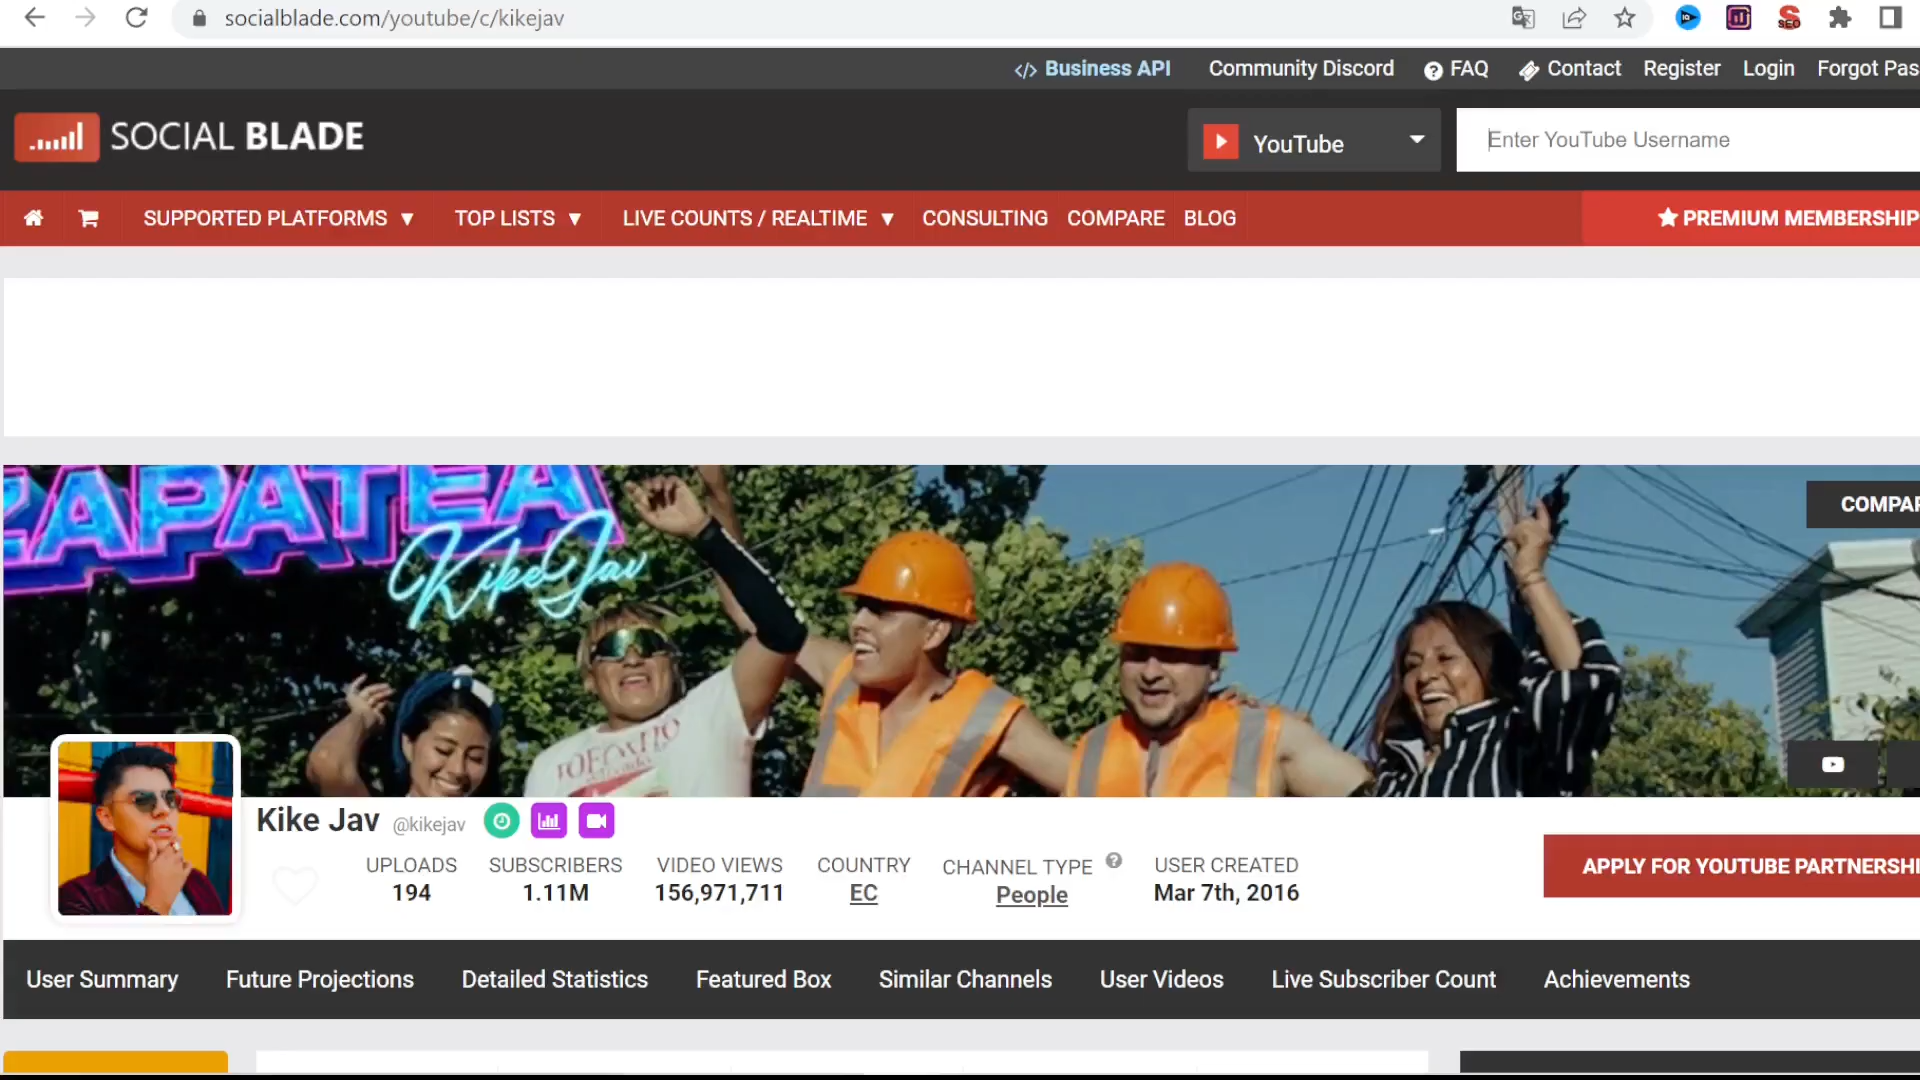 socialblade.com/youtube/c/kikejav
</> Business API Community Discord ? FAQ Contact Register Login Forgot Pas
SOCIAL BLADE
YouTube
Enter YouTube Username
SUPPORTED PLATFORMS ▼ TOP LISTS ▼ LIVE COUNTS / REALTIME ▼ CONSULTING COMPARE BLOG
★ PREMIUM MEMBERSHIP
ZAPATEA
KikeJav
COMPAR
Kike Jav @kikejav
UPLOADS SUBSCRIBERS VIDEO VIEWS COUNTRY CHANNEL TYPE ? USER CREATED
194 1.11M 156,971,711 EC People Mar 7th, 2016
APPLY FOR YOUTUBE PARTNERSHI
User Summary Future Projections Detailed Statistics Featured Box Similar Channels User Videos Live Subscriber Count Achievements